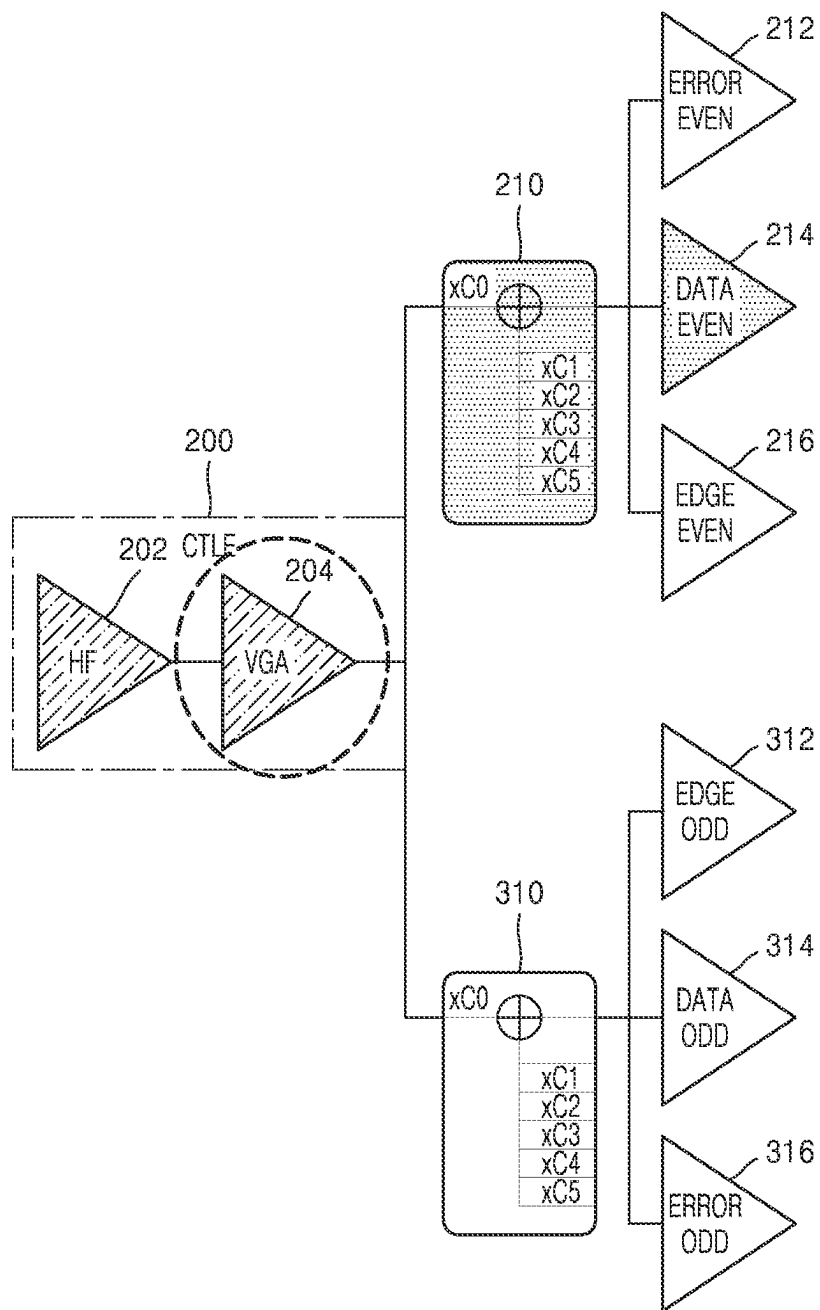 212
ERROR
EVEN
210
xC0
xC1
xC2
xC3
xC4
xC5
214
DATA
EVEN
216
EDGE
EVEN
200
CTLE
202
HF
204
VGA
312
EDGE
ODD
310
xC0
xC1
xC2
xC3
xC4
xC5
314
DATA
ODD
316
ERROR
ODD